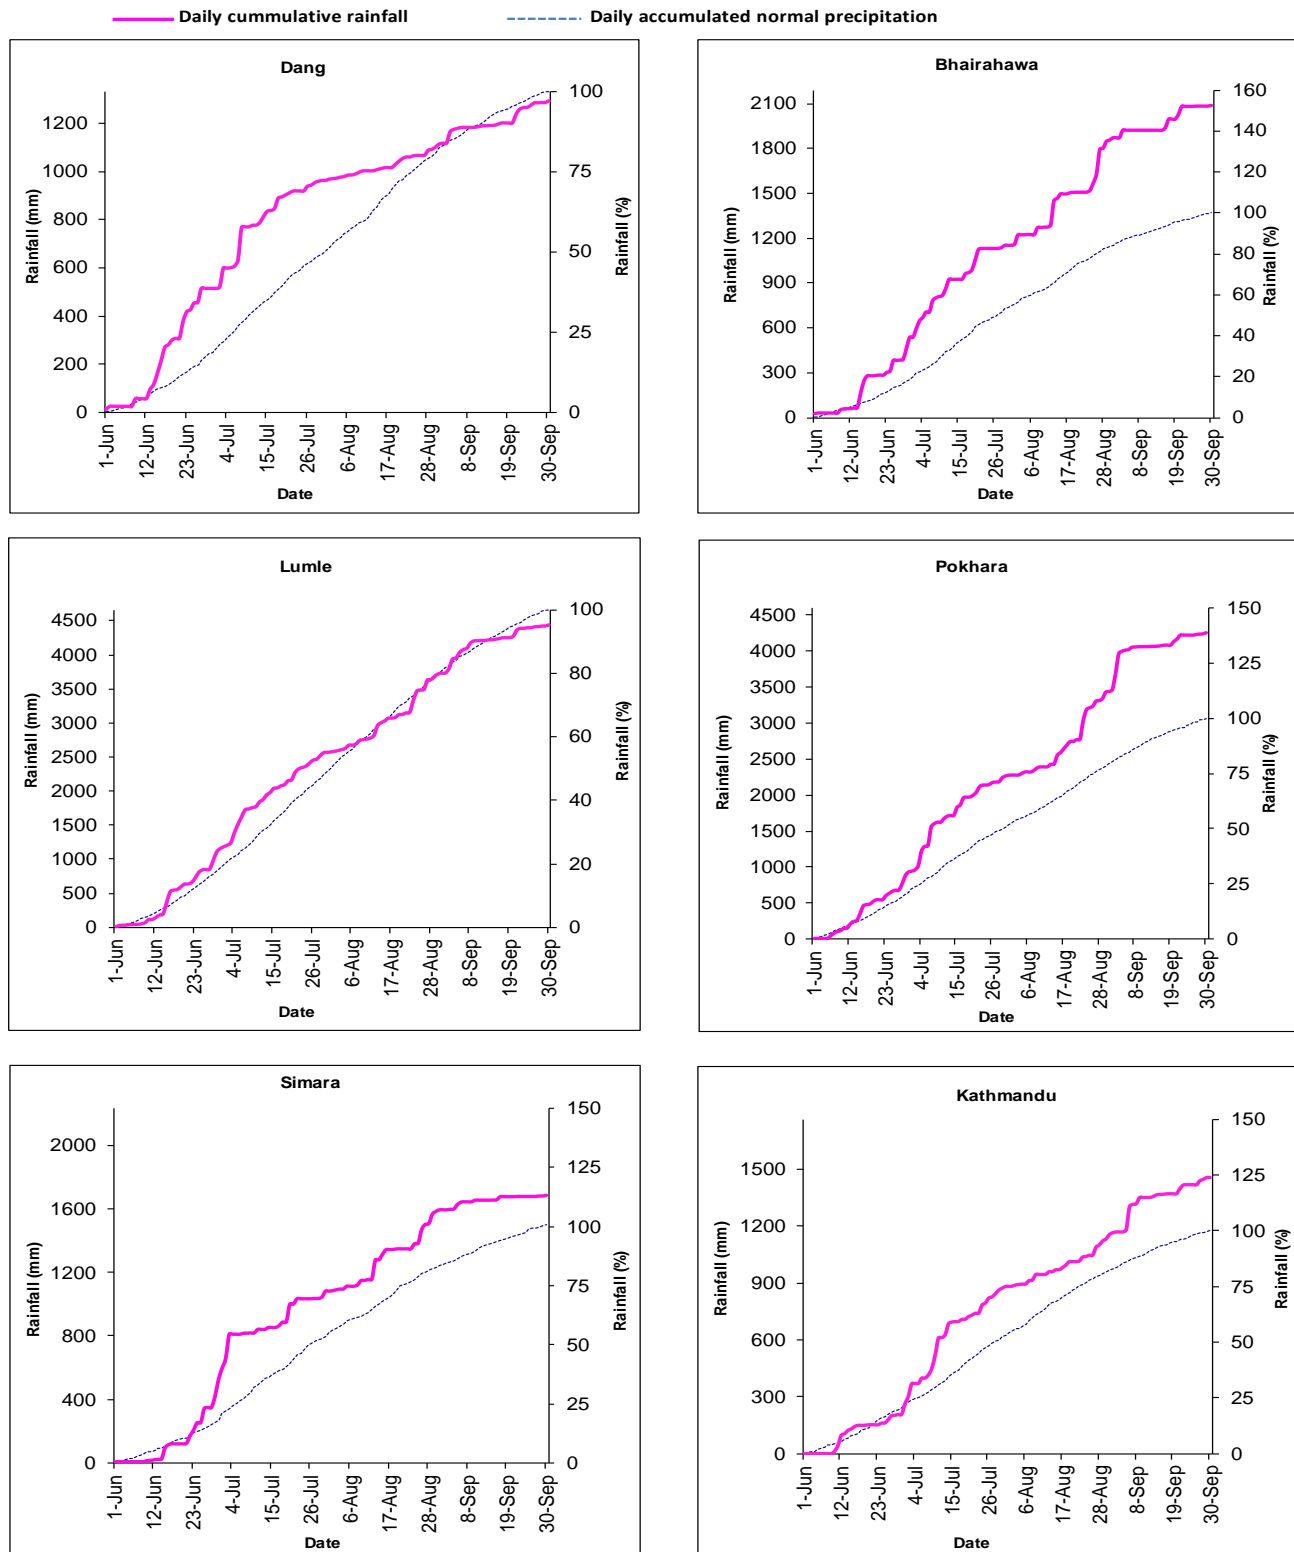 Daily cummulative rainfall Daily accumulated normal precipitation
Dang
Rainfall (mm)
1200
1000
800
600
400
200
0
100
75
50
25
0
Rainfall (%)
1-Jun 12-Jun 23-Jun 4-Jul 15-Jul 26-Jul 6-Aug 17-Aug 28-Aug 8-Sep 19-Sep 30-Sep
Date
Bhairahawa
Rainfall (mm)
2100
1800
1500
1200
900
600
300
0
160
140
120
100
80
60
40
20
0
Rainfall (%)
1-Jun 12-Jun 23-Jun 4-Jul 15-Jul 26-Jul 6-Aug 17-Aug 28-Aug 8-Sep 19-Sep 30-Sep
Date
Lumle
Rainfall (mm)
4500
4000
3500
3000
2500
2000
1500
1000
500
0
100
80
60
40
20
0
Rainfall (%)
1-Jun 12-Jun 23-Jun 4-Jul 15-Jul 26-Jul 6-Aug 17-Aug 28-Aug 8-Sep 19-Sep 30-Sep
Date
Pokhara
Rainfall (mm)
4500
4000
3500
3000
2500
2000
1500
1000
500
0
150
125
100
75
50
25
0
Rainfall (%)
1-Jun 12-Jun 23-Jun 4-Jul 15-Jul 26-Jul 6-Aug 17-Aug 28-Aug 8-Sep 19-Sep 30-Sep
Date
Simara
Rainfall (mm)
2000
1600
1200
800
400
0
150
125
100
75
50
25
0
Rainfall (%)
1-Jun 12-Jun 23-Jun 4-Jul 15-Jul 26-Jul 6-Aug 17-Aug 28-Aug 8-Sep 19-Sep 30-Sep
Date
Kathmandu
Rainfall (mm)
1500
1200
900
600
300
0
150
125
100
75
50
25
0
Rainfall (%)
1-Jun 12-Jun 23-Jun 4-Jul 15-Jul 26-Jul 6-Aug 17-Aug 28-Aug 8-Sep 19-Sep 30-Sep
Date